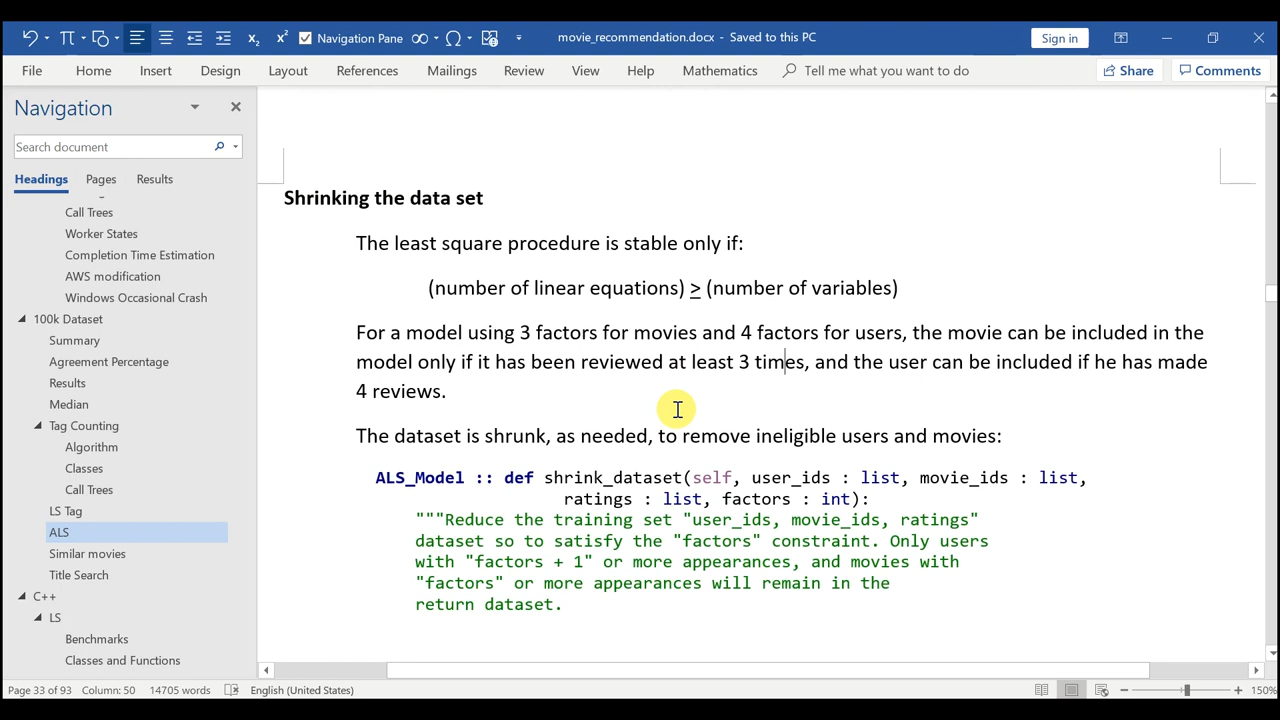 Navigation Pane
movie_recommendation.docx - Saved to this PC
Sign in
File Home Insert Design Layout References Mailings Review View Help Mathematics Tell me what you want to do Share Comments
Navigation
Search document
Headings Pages Results
Call Trees
Worker States
Completion Time Estimation
AWS modification
Windows Occasional Crash
100k Dataset
Summary
Agreement Percentage
Results
Median
Tag Counting
Algorithm
Classes
Call Trees
LS Tag
ALS
Similar movies
Title Search
C++
LS
Benchmarks
Classes and Functions
Shrinking the data set
The least square procedure is stable only if:
(number of linear equations) ≥ (number of variables)
For a model using 3 factors for movies and 4 factors for users, the movie can be included in the
model only if it has been reviewed at least 3 times, and the user can be included if he has made
4 reviews.
The dataset is shrunk, as needed, to remove ineligible users and movies:
ALS_Model :: def shrink_dataset(self, user_ids : list, movie_ids : list,
ratings : list, factors : int):
"""Reduce the training set "user_ids, movie_ids, ratings"
dataset so to satisfy the "factors" constraint. Only users
with "factors + 1" or more appearances, and movies with
"factors" or more appearances will remain in the
return dataset.
Page 33 of 93 Column: 50 14705 words English (United States) 150%